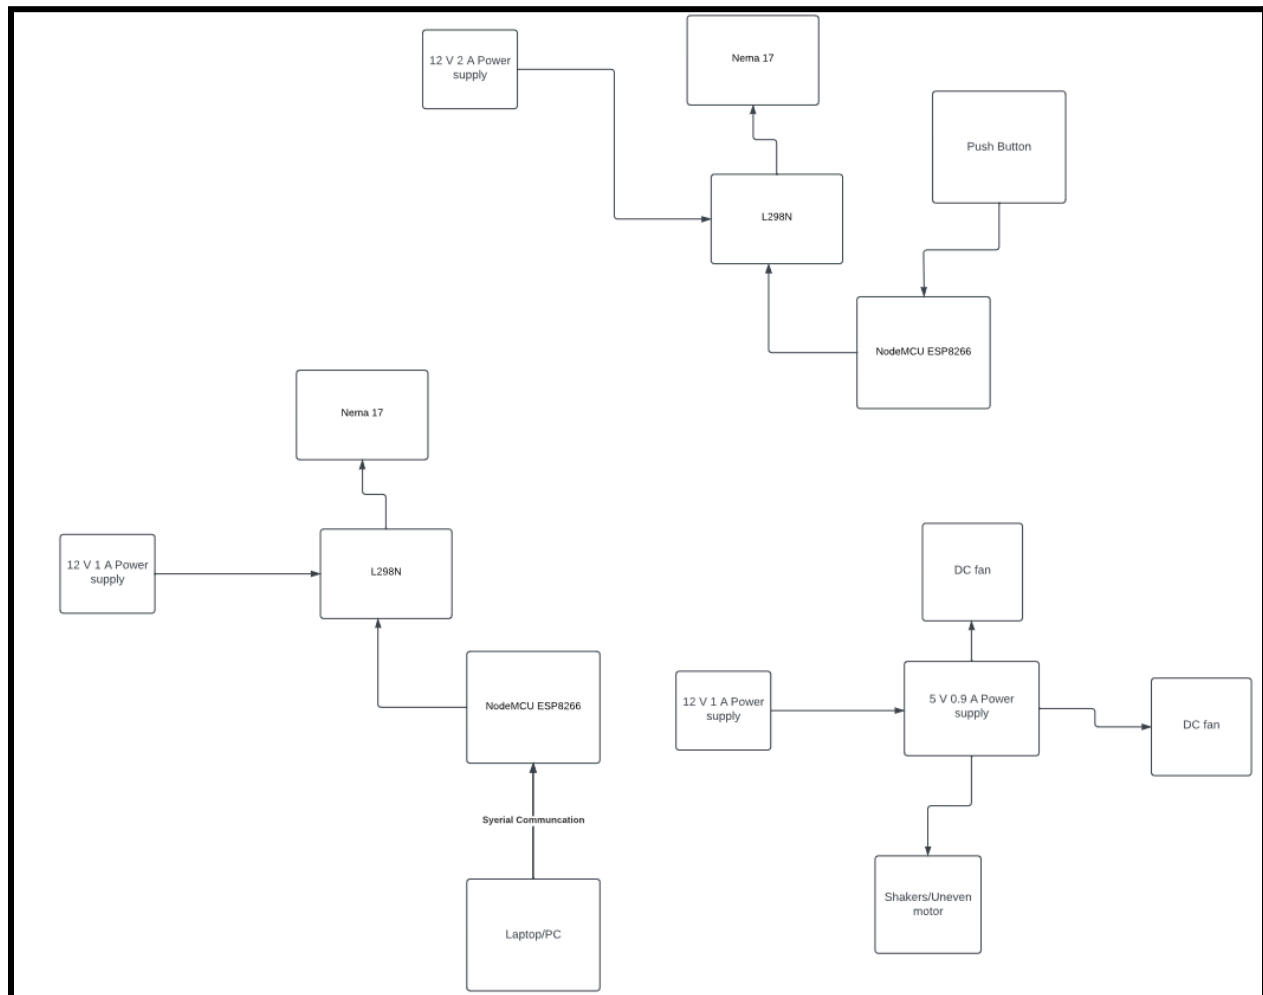 12 V 2 A Power
supply
Nema 17
Push Button
L298N
NodeMCU ESP8266
Nema 17
12 V 1 A Power
supply
L298N
NodeMCU ESP8266
Syerial Communcation
Laptop/PC
DC fan
12 V 1 A Power
supply
5 V 0.9 A Power
supply
DC fan
Shakers/Uneven
motor